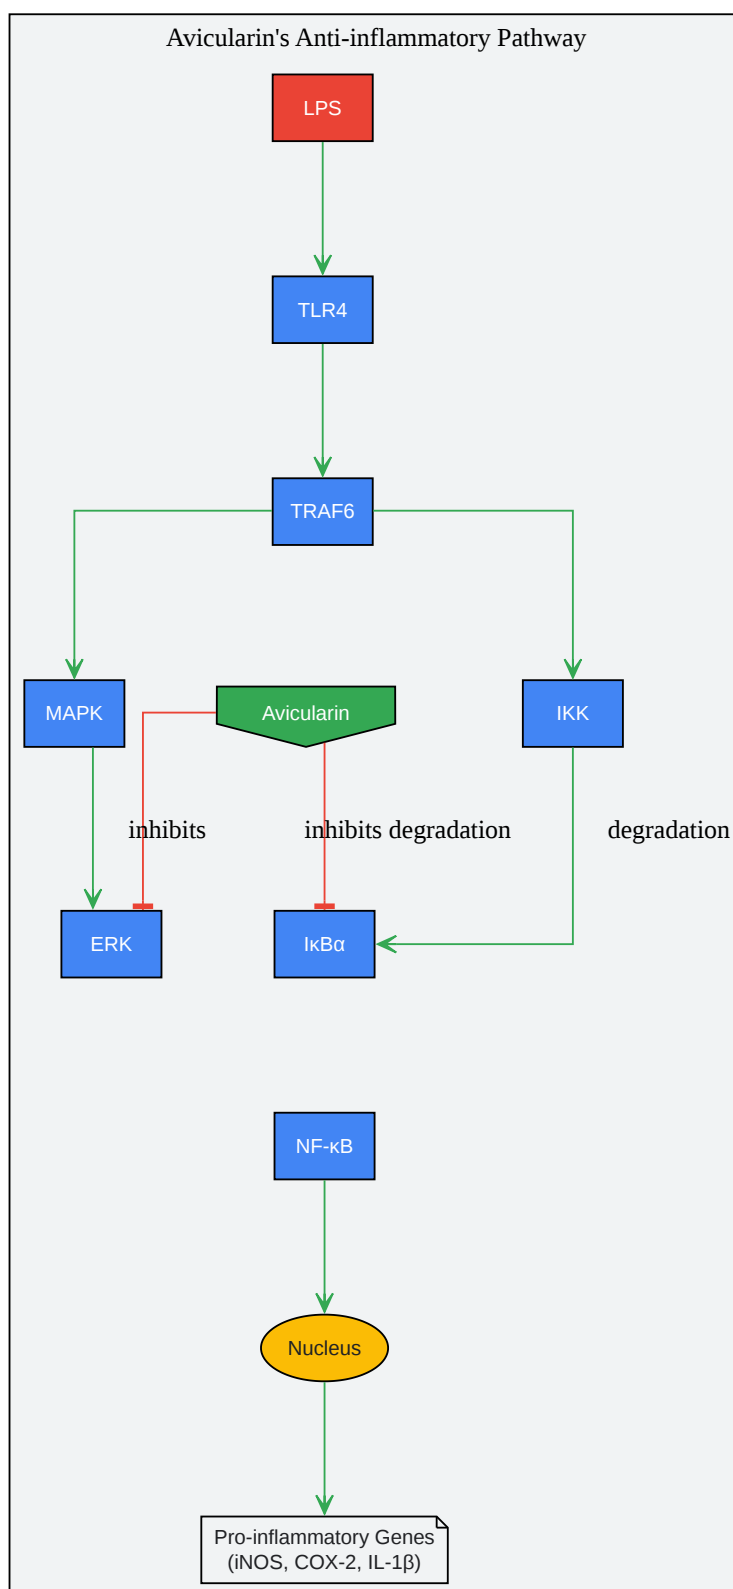 Avicularin's Anti-inflammatory Pathway
LPS
TLR4
TRAF6
MAPK
Avicularin
IKK
inhibits
inhibits degradation
degradation
ERK
IκBα
NF-κB
Nucleus
Pro-inflammatory Genes
(iNOS, COX-2, IL-1β)